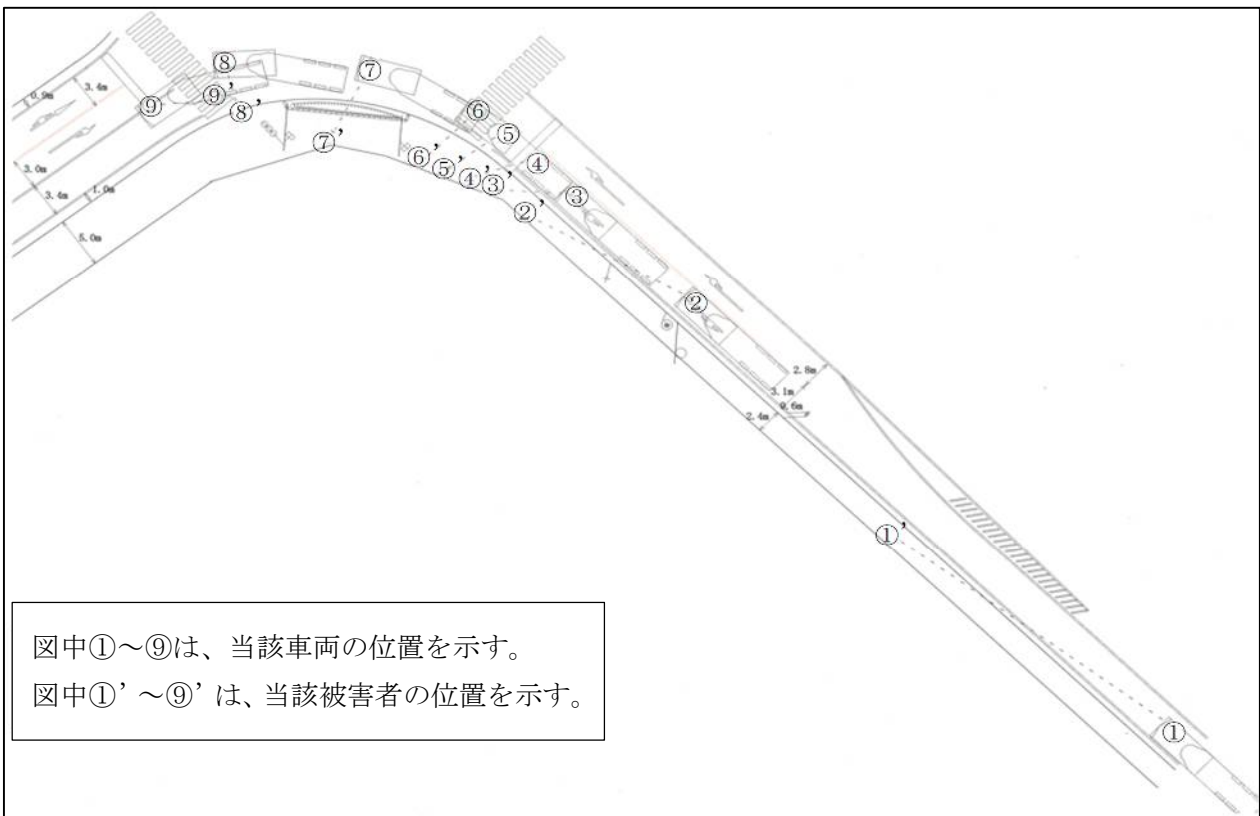 ⑧
⑦
⑨
⑨’
⑧’
⑥
⑤
0.9m
3.4m
⑦’
⑥’
⑤’
④’
③’
④
②’
③
3.0m
3.4m
1.0m
5.0m
②
2.8m
3.1m
0.6m
2.4m
①’
①
図中①～⑨は、当該車両の位置を示す。
図中①’～⑨’は、当該被害者の位置を示す。